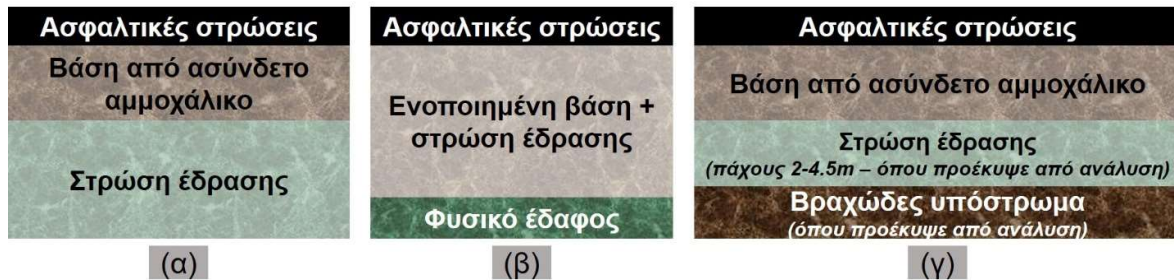 Ασφαλτικές στρώσεις
Βάση από ασύνδετο
αμμοχάλικο
Στρώση έδρασης
(α)
Ασφαλτικές στρώσεις
Ενοποιημένη βάση +
στρώση έδρασης
Φυσικό έδαφος
(β)
Ασφαλτικές στρώσεις
Βάση από ασύνδετο αμμοχάλικο
Στρώση έδρασης
(πάχους 2-4.5m – όπου προέκυψε από ανάλυση)
Βραχώδες υπόστρωμα
(όπου προέκυψε από ανάλυση)
(γ)